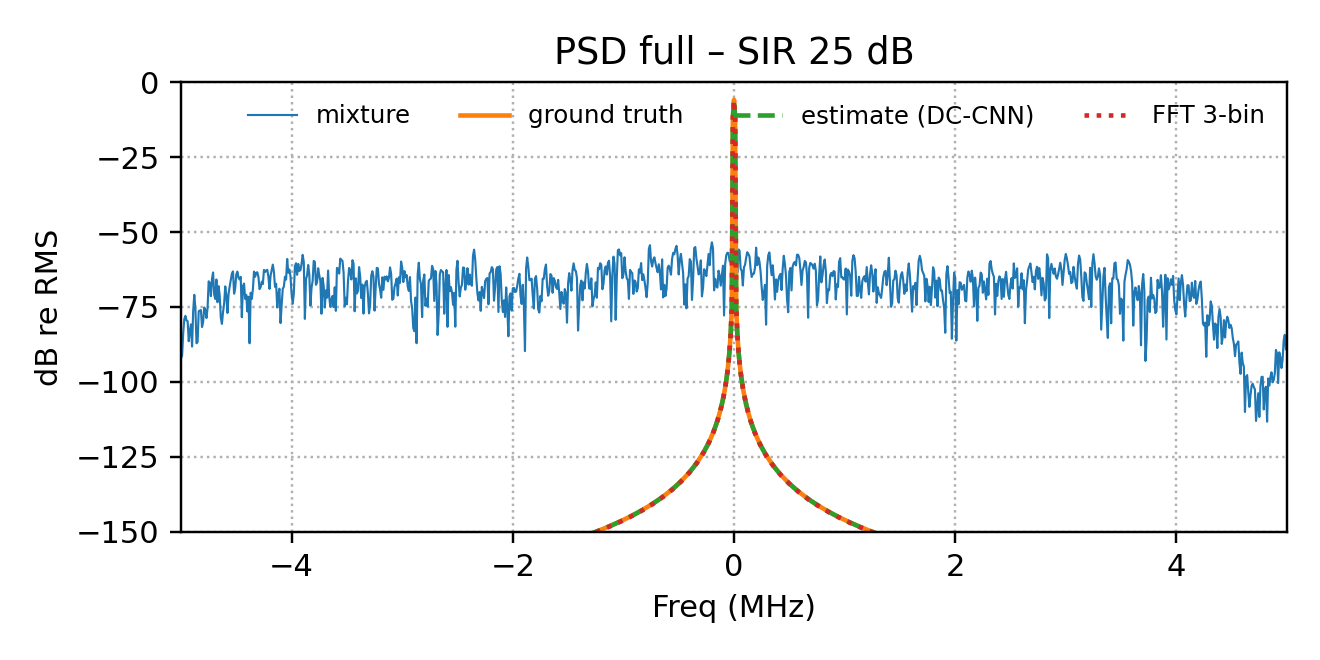 PSD full – SIR 25 dB
mixture ground truth estimate (DC-CNN) FFT 3-bin
0
−25
−50
−75
−100
−125
−150
dB re RMS
−4 −2 0 2 4
Freq (MHz)